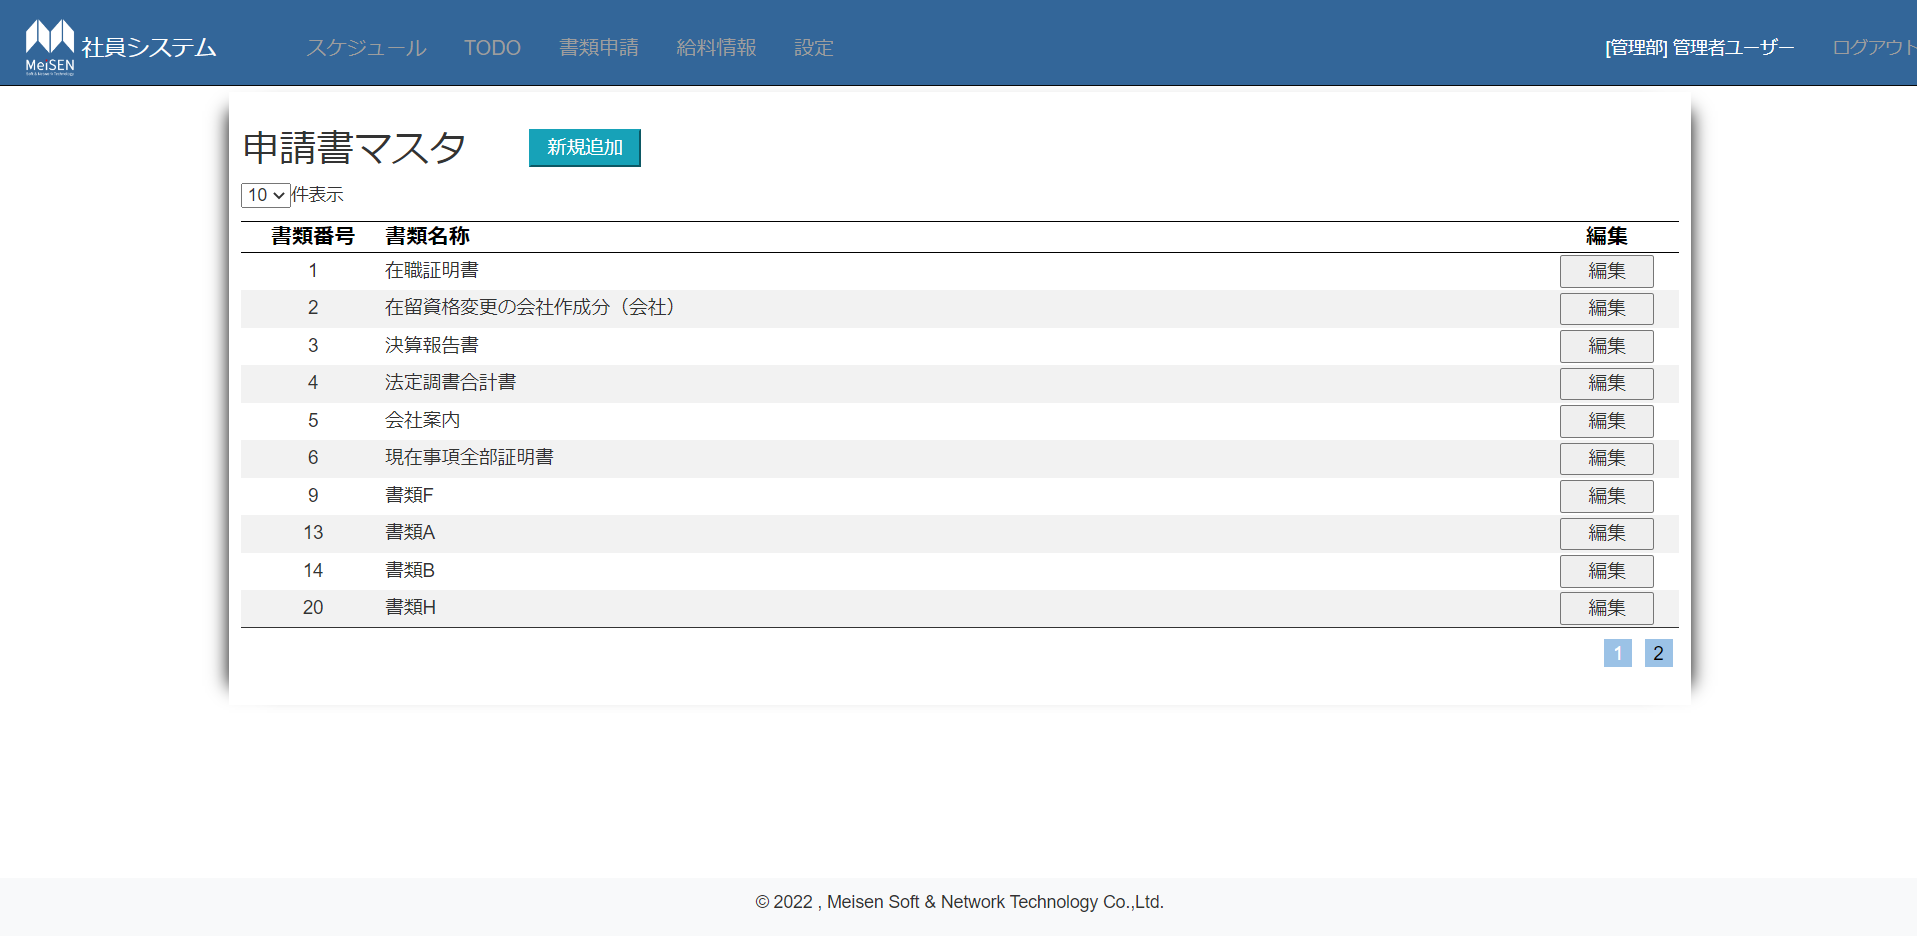 MeiSEN
社員システム スケジュール TODO 書類申請 給料情報 設定 [管理部] 管理者ユーザー ログアウト
申請書マスタ 新規追加
10 件表示
書類番号 書類名称 編集
1 在職証明書 編集
2 在留資格変更の会社作成分（会社） 編集
3 決算報告書 編集
4 法定調書合計書 編集
5 会社案内 編集
6 現在事項全部証明書 編集
9 書類F 編集
13 書類A 編集
14 書類B 編集
20 書類H 編集
1 2
© 2022 , Meisen Soft & Network Technology Co.,Ltd.